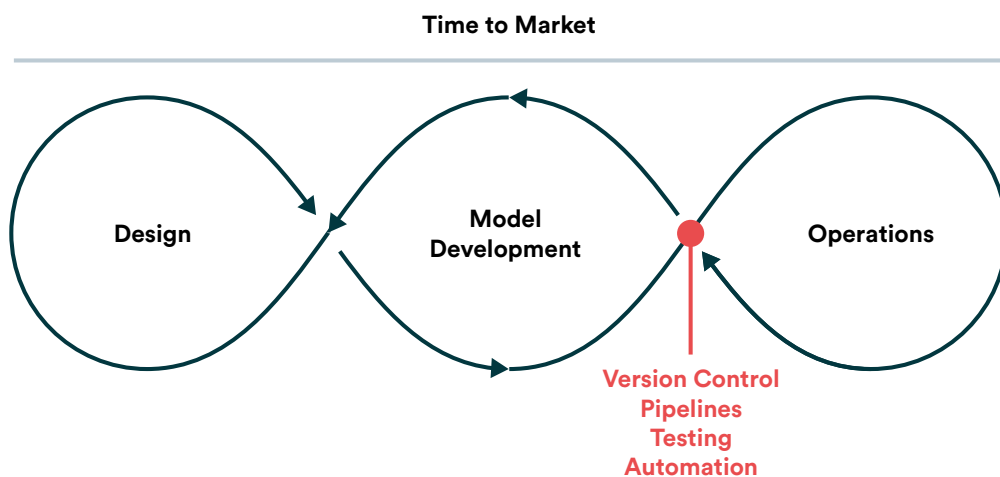 Time to Market
Design
Model
Development
Operations
Version Control
Pipelines
Testing
Automation